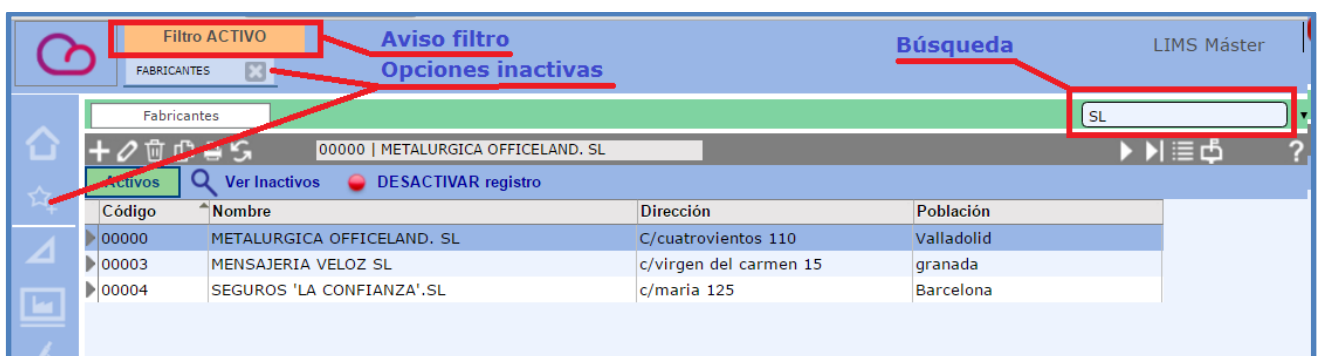 Filtro ACTIVO
Aviso filtro
Búsqueda
LIMS Máster
FABRICANTES
Opciones inactivas
Fabricantes
SL
00000 | METALURGICA OFFICELAND. SL
?
Activos
Ver Inactivos
DESACTIVAR registro
Código Nombre Dirección Población
00000 METALURGICA OFFICELAND. SL C/cuatrovientos 110 Valladolid
00003 MENSAJERIA VELOZ SL c/virgen del carmen 15 granada
00004 SEGUROS 'LA CONFIANZA'.SL c/maria 125 Barcelona